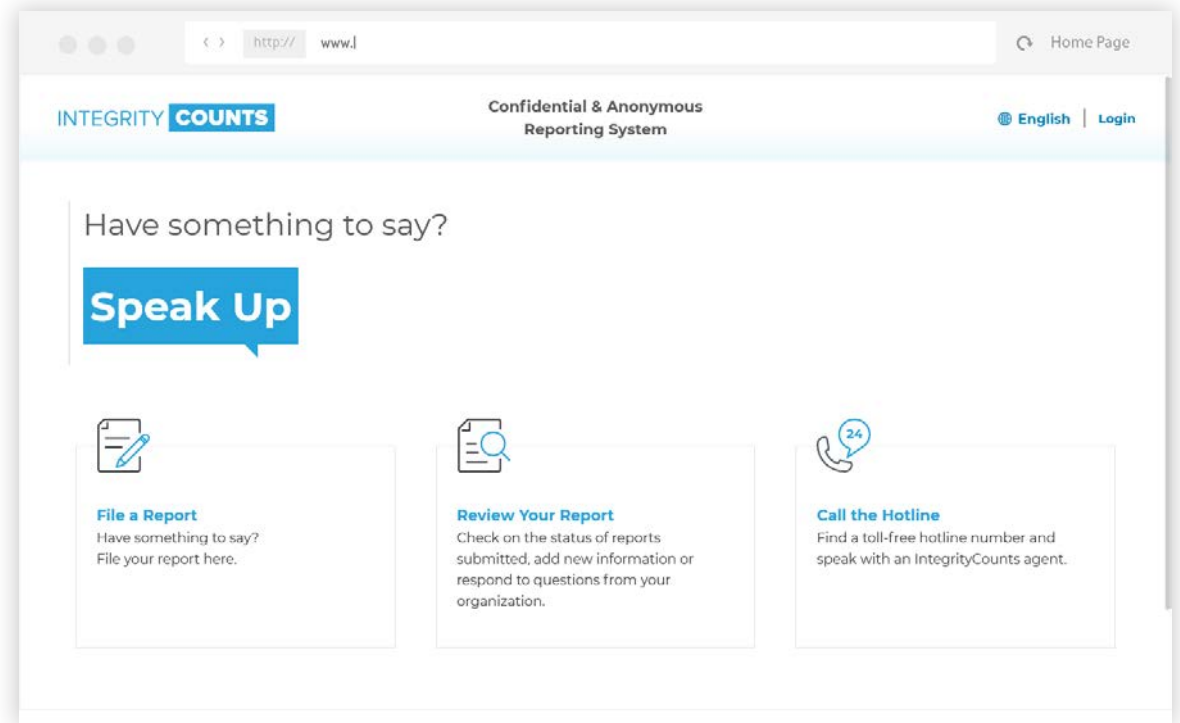 http:// www.| Home Page
INTEGRITY COUNTS
Confidential & Anonymous
Reporting System
English | Login
Have something to say?
Speak Up
24
File a Report
Have something to say?
File your report here.
Review Your Report
Check on the status of reports
submitted, add new information or
respond to questions from your
organization.
Call the Hotline
Find a toll-free hotline number and
speak with an IntegrityCounts agent.